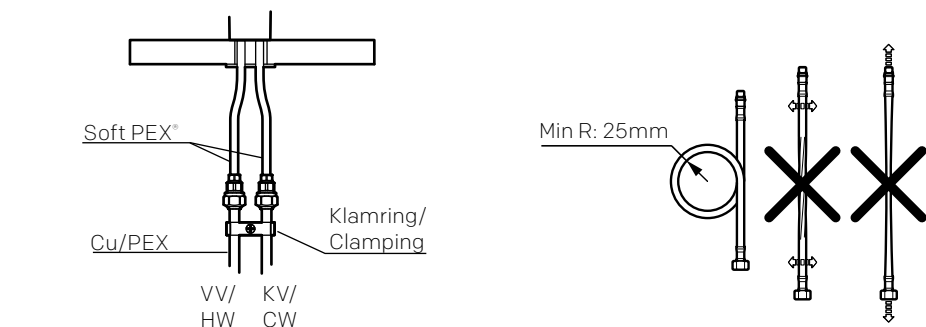 Soft PEX®
Klamring/
Clamping
Cu/PEX
VV/
HW
KV/
CW
Min R: 25mm